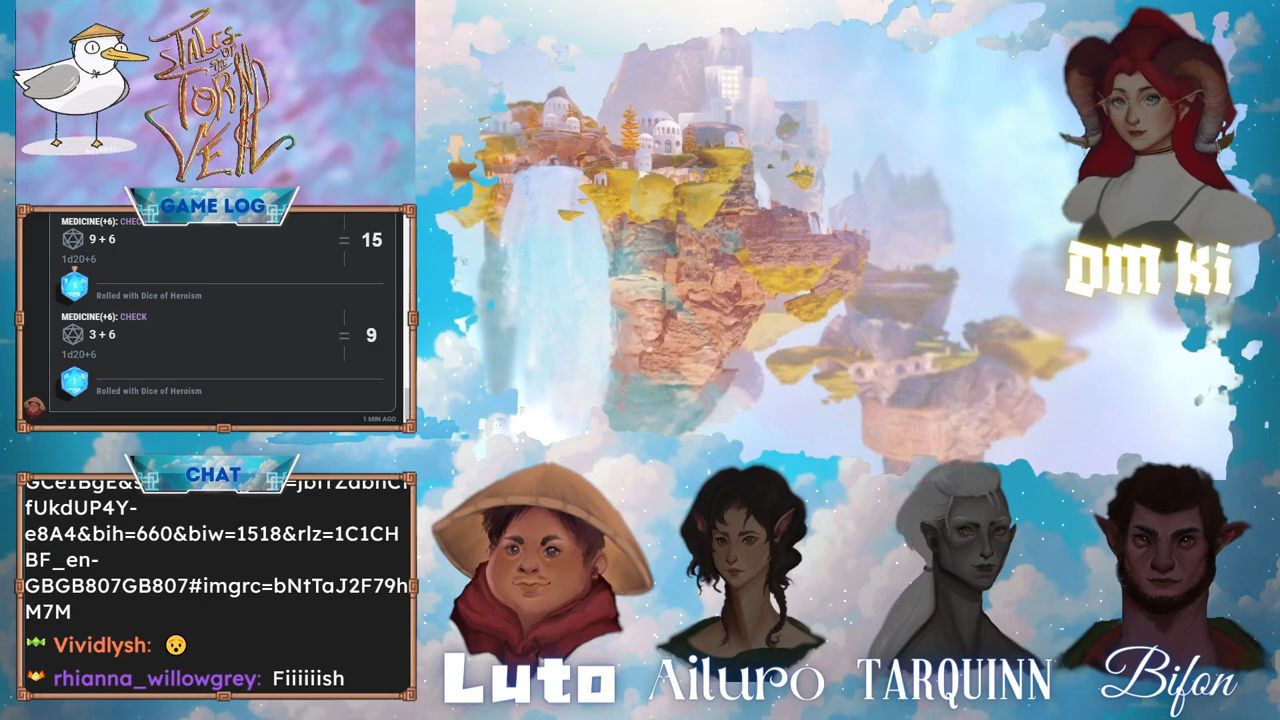 TALES
OF
THE
TORN
VEIL
GAME LOG
MEDICINE(+6): CHEC
9 + 6 = 15
1d20+6
Rolled with Dice of Heroism
MEDICINE(+6): CHECK
3 + 6 = 9
1d20+6
Rolled with Dice of Heroism
1 MIN AGO
DM Ki
CHAT
fUkdUP4Y-
e8A4&bih=660&biw=1518&rlz=1C1CH
BF_en-
GBGB807GB807#imgrc=bNtTaJ2F79h
M7M
Vividlysh: 😯
rhianna_willowgrey: Fiiiiiish
Luto
Ailuro
TARQUINN
Bifon